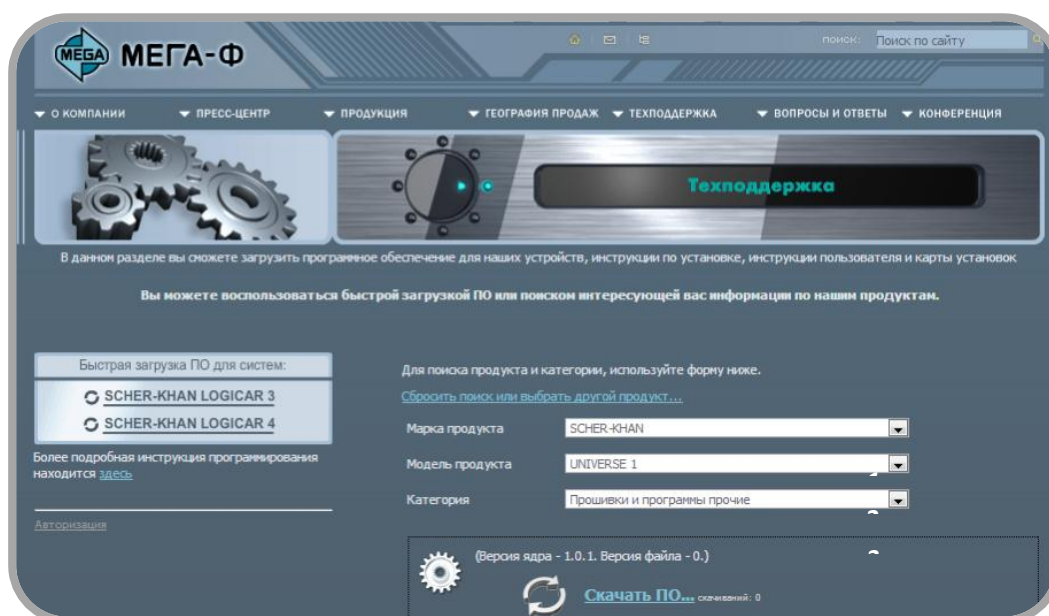 MEGA МЕГА-Ф
поиск: Поиск по сайту
О КОМПАНИИ ПРЕСС-ЦЕНТР ПРОДУКЦИЯ ГЕОГРАФИЯ ПРОДАЖ ТЕХПОДДЕРЖКА ВОПРОСЫ И ОТВЕТЫ КОНФЕРЕНЦИЯ
Техподдержка
В данном разделе вы сможете загрузить программное обеспечение для наших устройств, инструкции по установке, инструкции пользователя и карты установок
Вы можете воспользоваться быстрой загрузкой ПО или поиском интересующей вас информации по нашим продуктам.
Быстрая загрузка ПО для систем:
SCHER-KHAN LOGICAR 3
SCHER-KHAN LOGICAR 4
Более подробная инструкция программирования
находится здесь
Авторизация
Для поиска продукта и категории, используйте форму ниже.
Сбросить поиск или выбрать другой продукт...
Марка продукта SCHER-KHAN
Модель продукта UNIVERSE 1
Категория Прошивки и программы прочие
(Версия ядра - 1.0.1. Версия файла - 0.)
Скачать ПО... скачиваний: 0